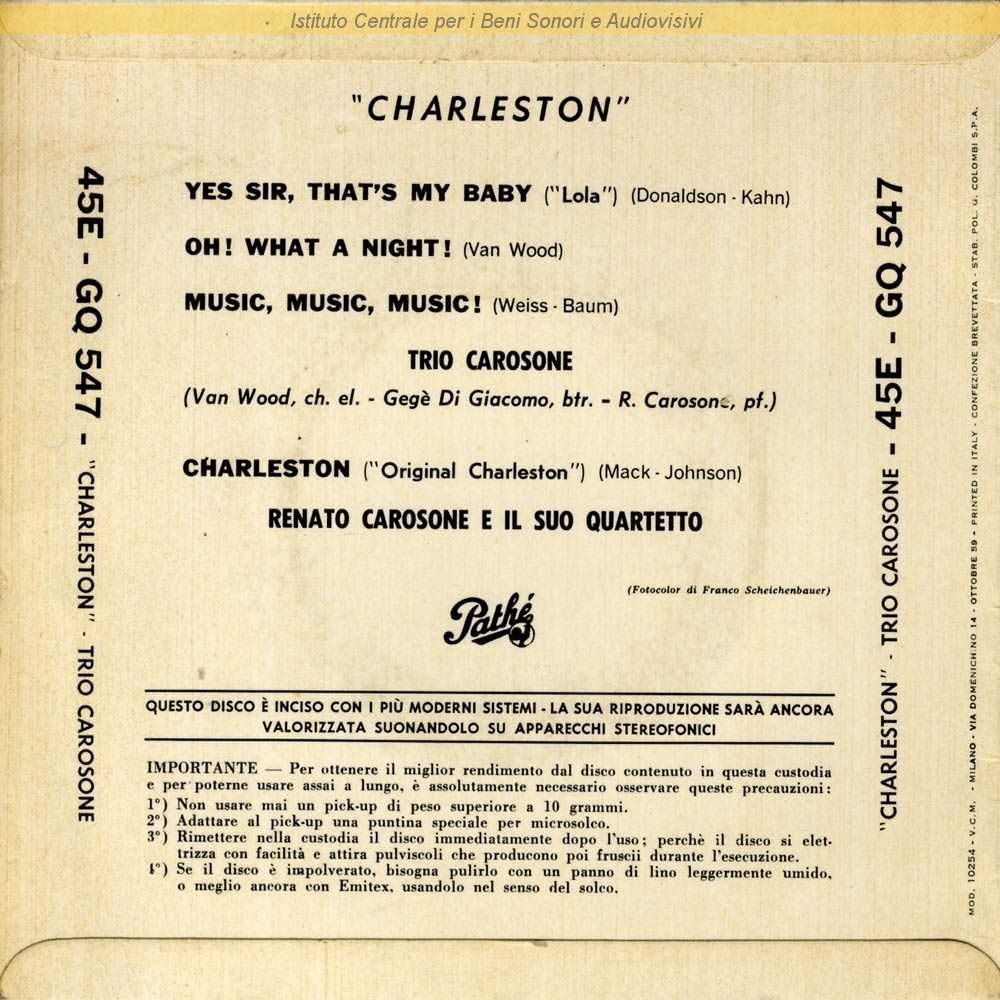 Istituto Centrale per i Beni Sonori e Audiovisivi
"CHARLESTON"
YES SIR, THAT'S MY BABY ("Lola") (Donaldson - Kahn)
OH! WHAT A NIGHT! (Van Wood)
MUSIC, MUSIC, MUSIC! (Weiss - Baum)
TRIO CAROSONE
(Van Wood, ch. el. - Gegè Di Giacomo, btr. - R. Carosone, pf.)
CHARLESTON ("Original Charleston") (Mack - Johnson)
RENATO CAROSONE E IL SUO QUARTETTO
(Fotocolor di Franco Scheichenbauer)
Pathé
QUESTO DISCO È INCISO CON I PIÙ MODERNI SISTEMI - LA SUA RIPRODUZIONE SARÀ ANCORA
VALORIZZATA SUONANDOLO SU APPARECCHI STEREOFONICI
IMPORTANTE — Per ottenere il miglior rendimento dal disco contenuto in questa custodia
e per poterne usare assai a lungo, è assolutamente necessario osservare queste precauzioni:
1°) Non usare mai un pick-up di peso superiore a 10 grammi.
2°) Adattare al pick-up una puntina speciale per microsolco.
3°) Rimettere nella custodia il disco immediatamente dopo l'uso; perchè il disco si elet-
trizza con facilità e attira pulviscoli che producono poi fruscii durante l'esecuzione.
4°) Se il disco è impolverato, bisogna pulirlo con un panno di lino leggermente umido,
o meglio ancora con Emitex, usandolo nel senso del solco.
45E - GQ 547 - "CHARLESTON" - TRIO CAROSONE
"CHARLESTON" - TRIO CAROSONE - 45E - GQ 547
MOD. 10254 - V.C.M. - MILANO - VIA DOMENICHINO 14 - OTTOBRE 59 - PRINTED IN ITALY - CONFEZIONE BREVETTATA - STAB. POL. G. COLOMBI S.P.A.